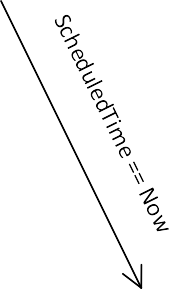 ScheduledTime == Now